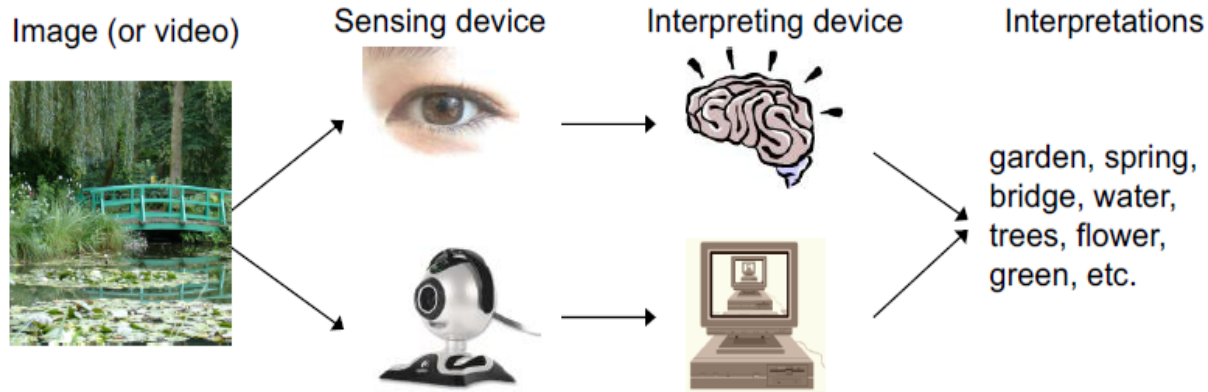 Image (or video)
Sensing device
Interpreting device
Interpretations
garden, spring,
bridge, water,
trees, flower,
green, etc.